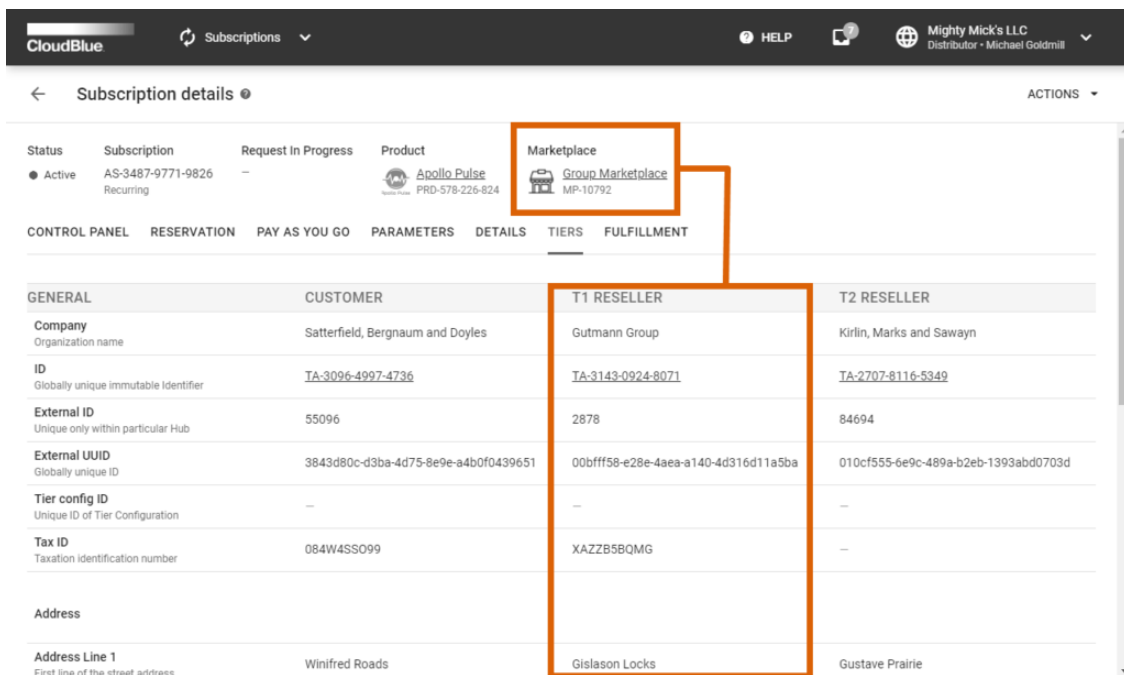 CloudBlue
Subscriptions
HELP
7
Mighty Mick's LLC
Distributor • Michael Goldmill
Subscription details
ACTIONS
Status Subscription Request In Progress Product Marketplace
Active AS-3487-9771-9826 – Apollo Pulse Group Marketplace
Recurring PRD-578-226-824 MP-10792
CONTROL PANEL RESERVATION PAY AS YOU GO PARAMETERS DETAILS TIERS FULFILLMENT
GENERAL CUSTOMER T1 RESELLER T2 RESELLER
Company Satterfield, Bergnaum and Doyles Gutmann Group Kirlin, Marks and Sawayn
Organization name
ID TA-3096-4997-4736 TA-3143-0924-8071 TA-2707-8116-5349
Globally unique immutable Identifier
External ID 55096 2878 84694
Unique only within particular Hub
External UUID 3843d80c-d3ba-4d75-8e9e-a4b0f0439651 00bfff58-e28e-4aea-a140-4d316d11a5ba 010cf555-6e9c-489a-b2eb-1393abd0703d
Globally unique ID
Tier config ID – – –
Unique ID of Tier Configuration
Tax ID 084W4SSO99 XAZZB5BQMG –
Taxation identification number
Address
Address Line 1 Winifred Roads Gislason Locks Gustave Prairie
First line of the street address